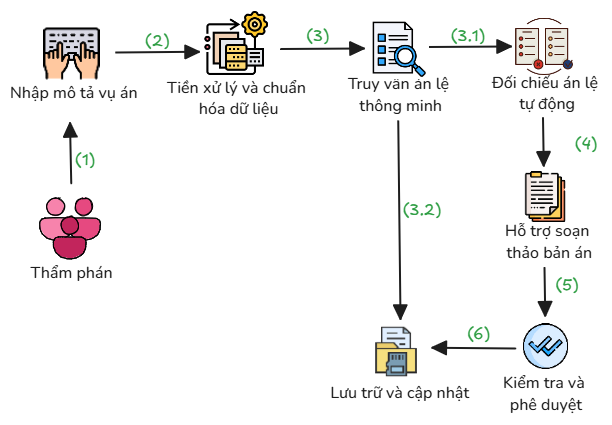 (2)
(3)
(3.1)
Nhập mô tả vụ án
Tiền xử lý và chuẩn
hóa dữ liệu
Truy vấn án lệ
thông minh
Đối chiếu án lệ
tự động
(1)
(4)
(3.2)
Thẩm phán
Hỗ trợ soạn
thảo bản án
(5)
(6)
Lưu trữ và cập nhật
Kiểm tra và
phê duyệt